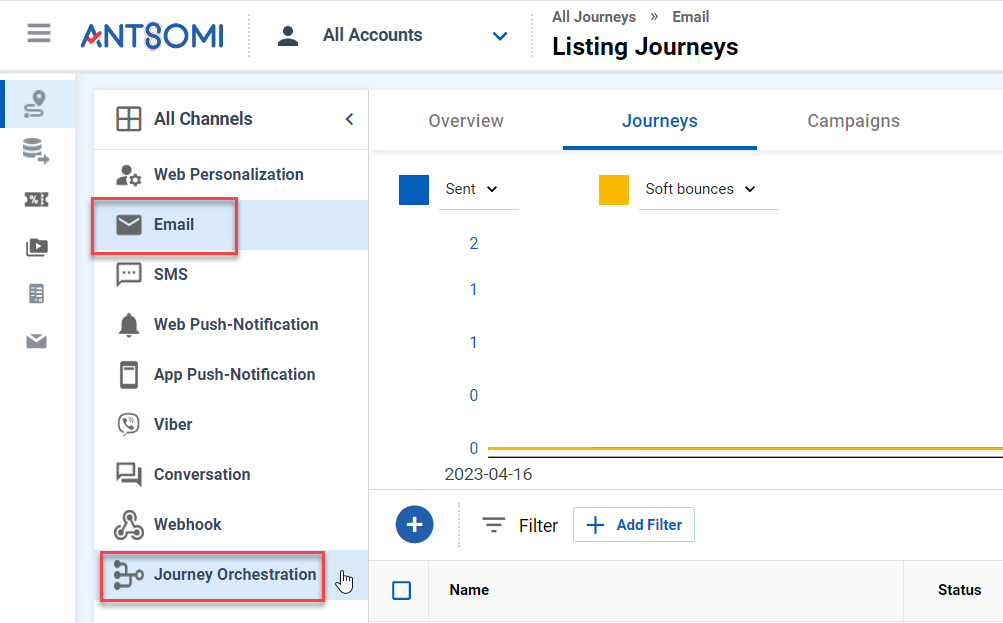 ANTSOMI
All Accounts
All Journeys » Email
Listing Journeys
All Channels
Web Personalization
Email
SMS
Web Push-Notification
App Push-Notification
Viber
Conversation
Webhook
Journey Orchestration
Overview
Journeys
Campaigns
Sent
Soft bounces
2
1
1
0
0
2023-04-16
Filter
Add Filter
Name
Status